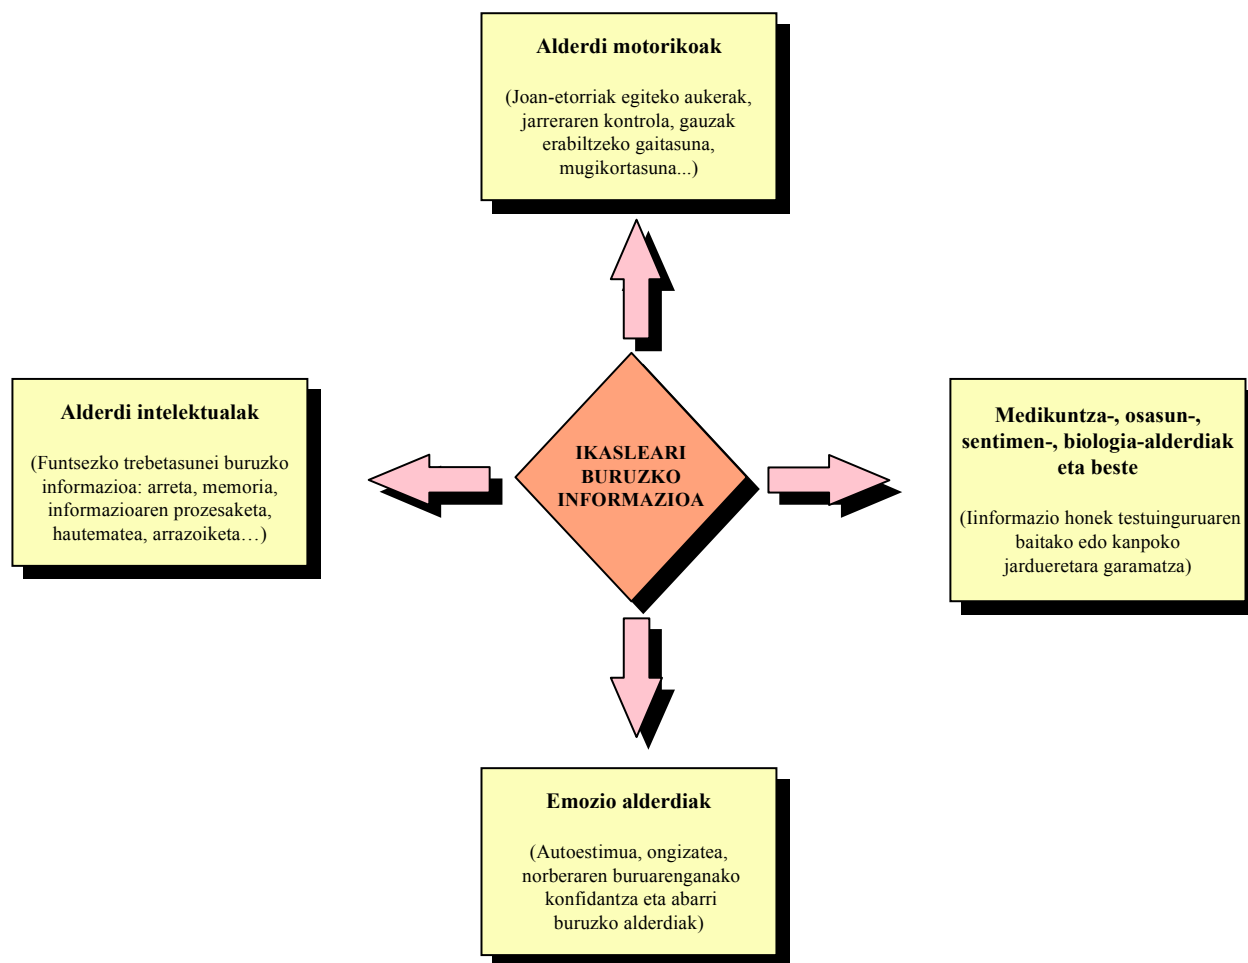 Alderdi motorikoak
(Joan-etorriak egiteko aukerak,
jarreraren kontrola, gauzak
erabiltzeko gaitasuna,
mugikortasuna...)
Alderdi intelektualak
(Funtsezko trebetasunei buruzko
informazioa: arreta, memoria,
informazioaren prozesaketa,
hautematea, arrazoiketa…)
IKASLEARI
BURUZKO
INFORMAZIOA
Medikuntza-, osasun-,
sentimen-, biologia-alderdiak
eta beste
(Iinformazio honek testuinguruaren
baitako edo kanpoko
jardueretara garamatza)
Emozio alderdiak
(Autoestimua, ongizatea,
norberaren buruarenganako
konfidantza eta abarri
buruzko alderdiak)